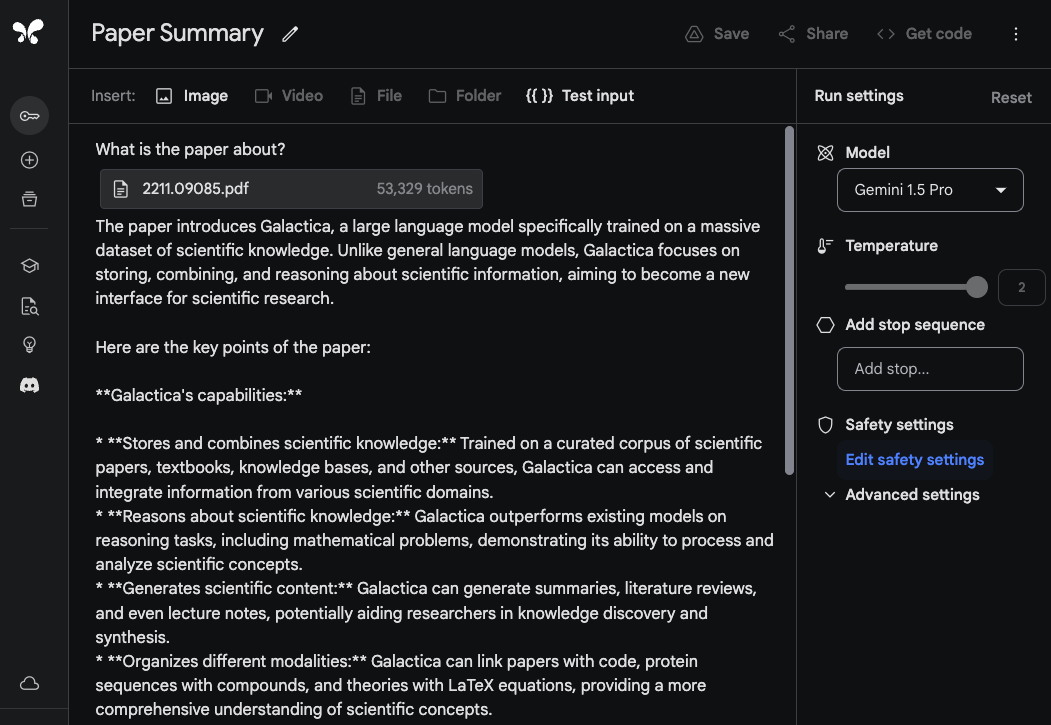 Paper Summary
Save
Share
Get code
Insert:
Image
Video
File
Folder
{{ }} Test input
Run settings
Reset
What is the paper about?
2211.09085.pdf
53,329 tokens
The paper introduces Galactica, a large language model specifically trained on a massive
dataset of scientific knowledge. Unlike general language models, Galactica focuses on
storing, combining, and reasoning about scientific information, aiming to become a new
interface for scientific research.
Here are the key points of the paper:
**Galactica's capabilities:**
* **Stores and combines scientific knowledge:** Trained on a curated corpus of scientific
papers, textbooks, knowledge bases, and other sources, Galactica can access and
integrate information from various scientific domains.
* **Reasons about scientific knowledge:** Galactica outperforms existing models on
reasoning tasks, including mathematical problems, demonstrating its ability to process and
analyze scientific concepts.
* **Generates scientific content:** Galactica can generate summaries, literature reviews,
and even lecture notes, potentially aiding researchers in knowledge discovery and
synthesis.
* **Organizes different modalities:** Galactica can link papers with code, protein
sequences with compounds, and theories with LaTeX equations, providing a more
comprehensive understanding of scientific concepts.
Model
Gemini 1.5 Pro
Temperature
2
Add stop sequence
Add stop...
Safety settings
Edit safety settings
Advanced settings